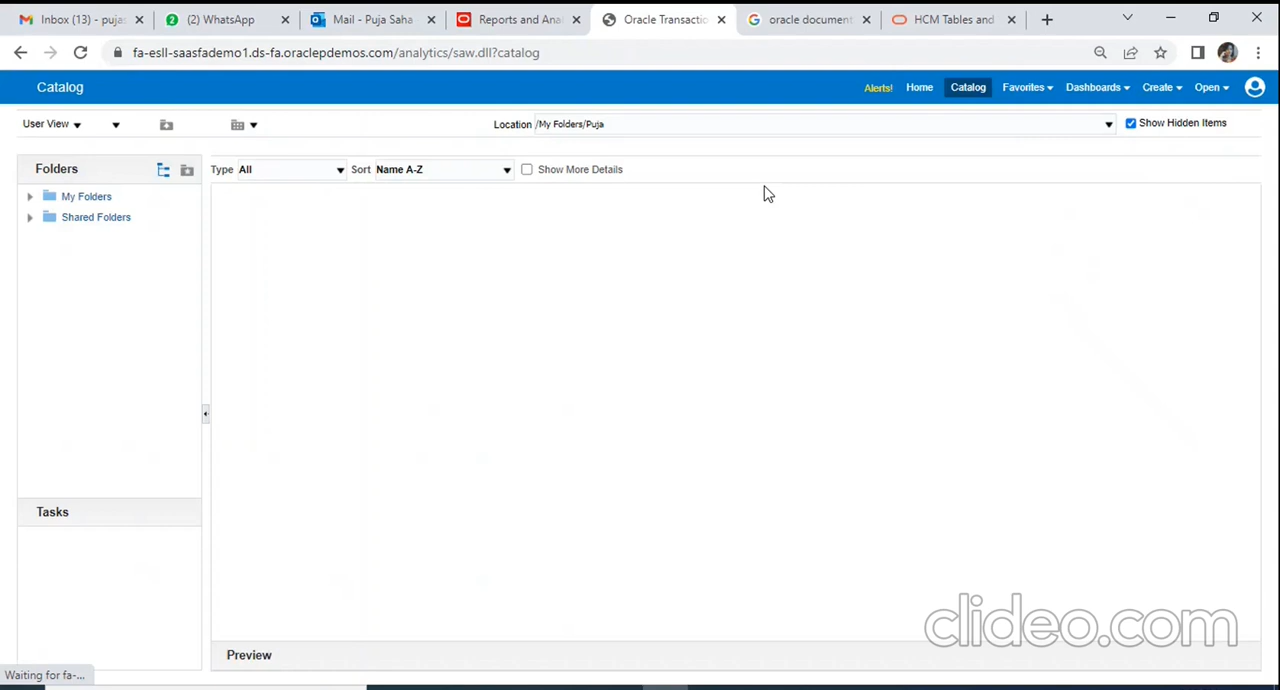 Inbox (13) - pujas
(2) WhatsApp
Mail - Puja Saha
Reports and Anal
Oracle Transactio
oracle document
HCM Tables and
fa-esll-saasfademo1.ds-fa.oraclepdemos.com/analytics/saw.dll?catalog
Catalog
Alerts!
Home
Catalog
Favorites
Dashboards
Create
Open
User View
Location /My Folders/Puja
Show Hidden Items
Folders
Type All
Sort Name A-Z
Show More Details
My Folders
Shared Folders
Tasks
clideo.com
Preview
Waiting for fa-...